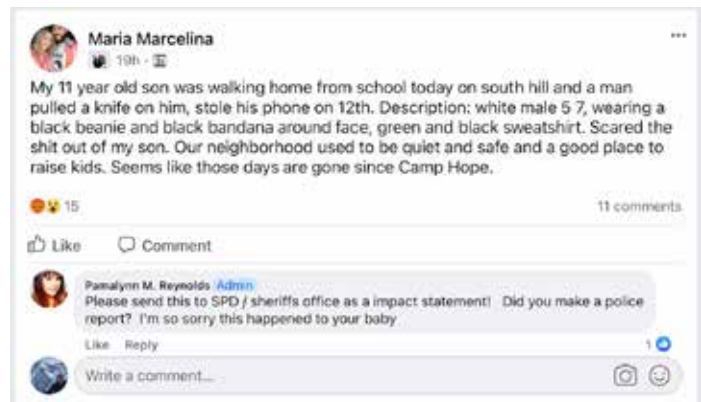 Maria Marcelina
19h
My 11 year old son was walking home from school today on south hill and a man
pulled a knife on him, stole his phone on 12th. Description: white male 5 7, wearing a
black beanie and black bandana around face, green and black sweatshirt. Scared the
shit out of my son. Our neighborhood used to be quiet and safe and a good place to
raise kids. Seems like those days are gone since Camp Hope.
15 11 comments
Like Comment
Pamalynn M. Reynolds Admin
Please send this to SPD / sheriffs office as a impact statement! Did you make a police
report? I'm so sorry this happened to your baby
Like Reply 1
Write a comment...